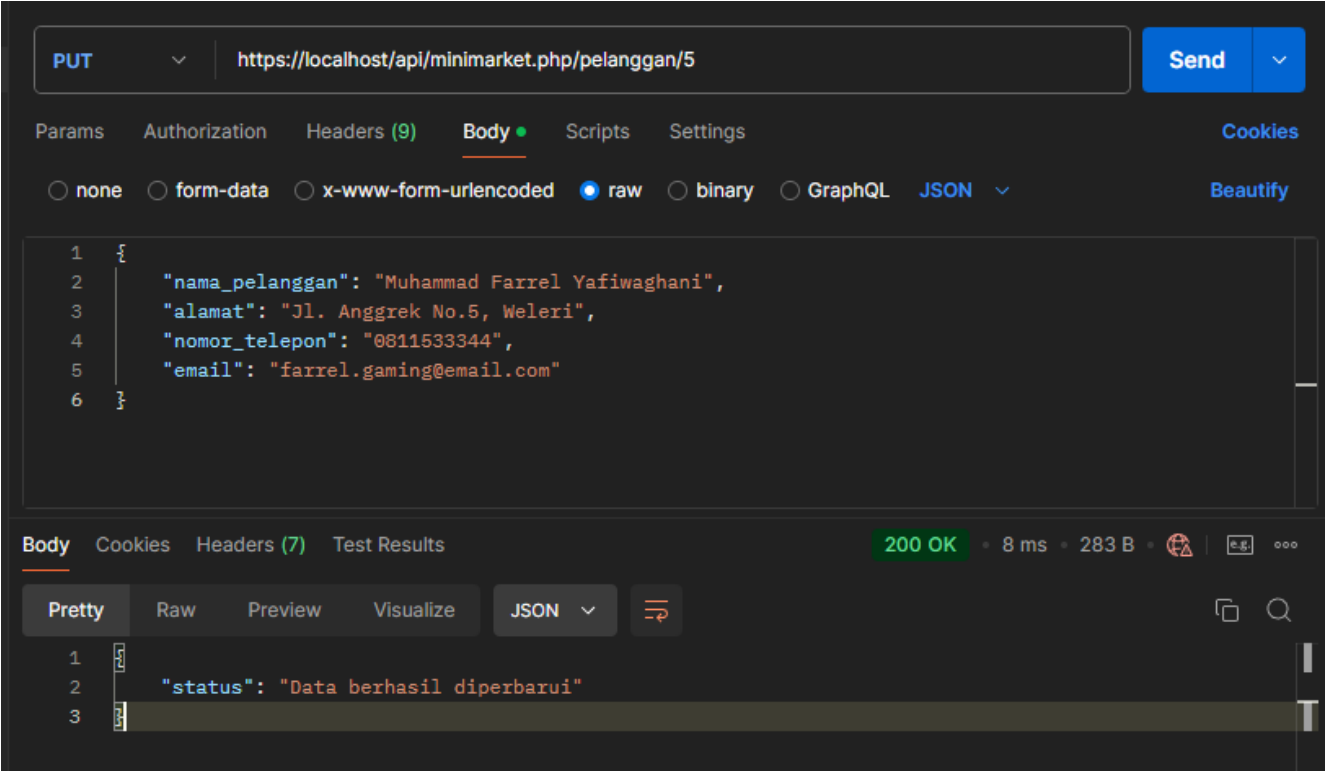 PUT https://localhost/api/minimarket.php/pelanggan/5 Send
Params Authorization Headers (9) Body Scripts Settings Cookies
none form-data x-www-form-urlencoded raw binary GraphQL JSON Beautify
1 {
2 "nama_pelanggan": "Muhammad Farrel Yafiwaghani",
3 "alamat": "Jl. Anggrek No.5, Weleri",
4 "nomor_telepon": "0811533344",
5 "email": "farrel.gaming@email.com"
6 }
Body Cookies Headers (7) Test Results 200 OK • 8 ms • 283 B • e.g. ooo
Pretty Raw Preview Visualize JSON
1 {
2 "status": "Data berhasil diperbarui"
3 }